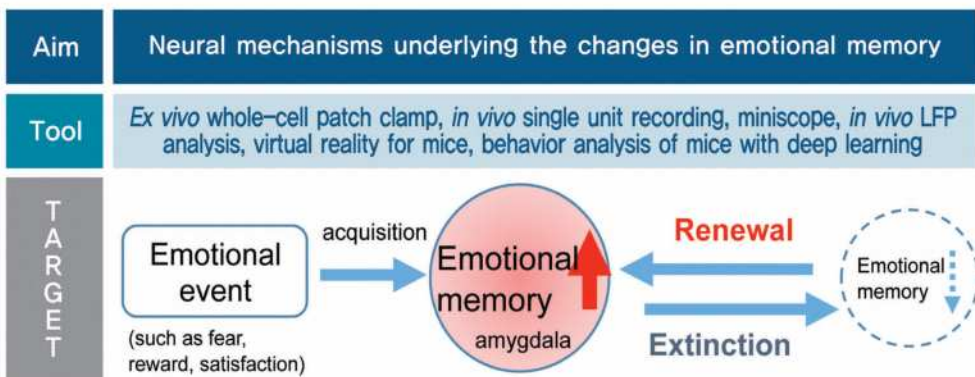 Aim
Neural mechanisms underlying the changes in emotional memory
Tool
Ex vivo whole-cell patch clamp, in vivo single unit recording, miniscope, in vivo LFP
analysis, virtual reality for mice, behavior analysis of mice with deep learning
TARGET
Emotional
event
(such as fear,
reward, satisfaction)
acquisition
Emotional
memory
amygdala
Renewal
Extinction
Emotional
memory